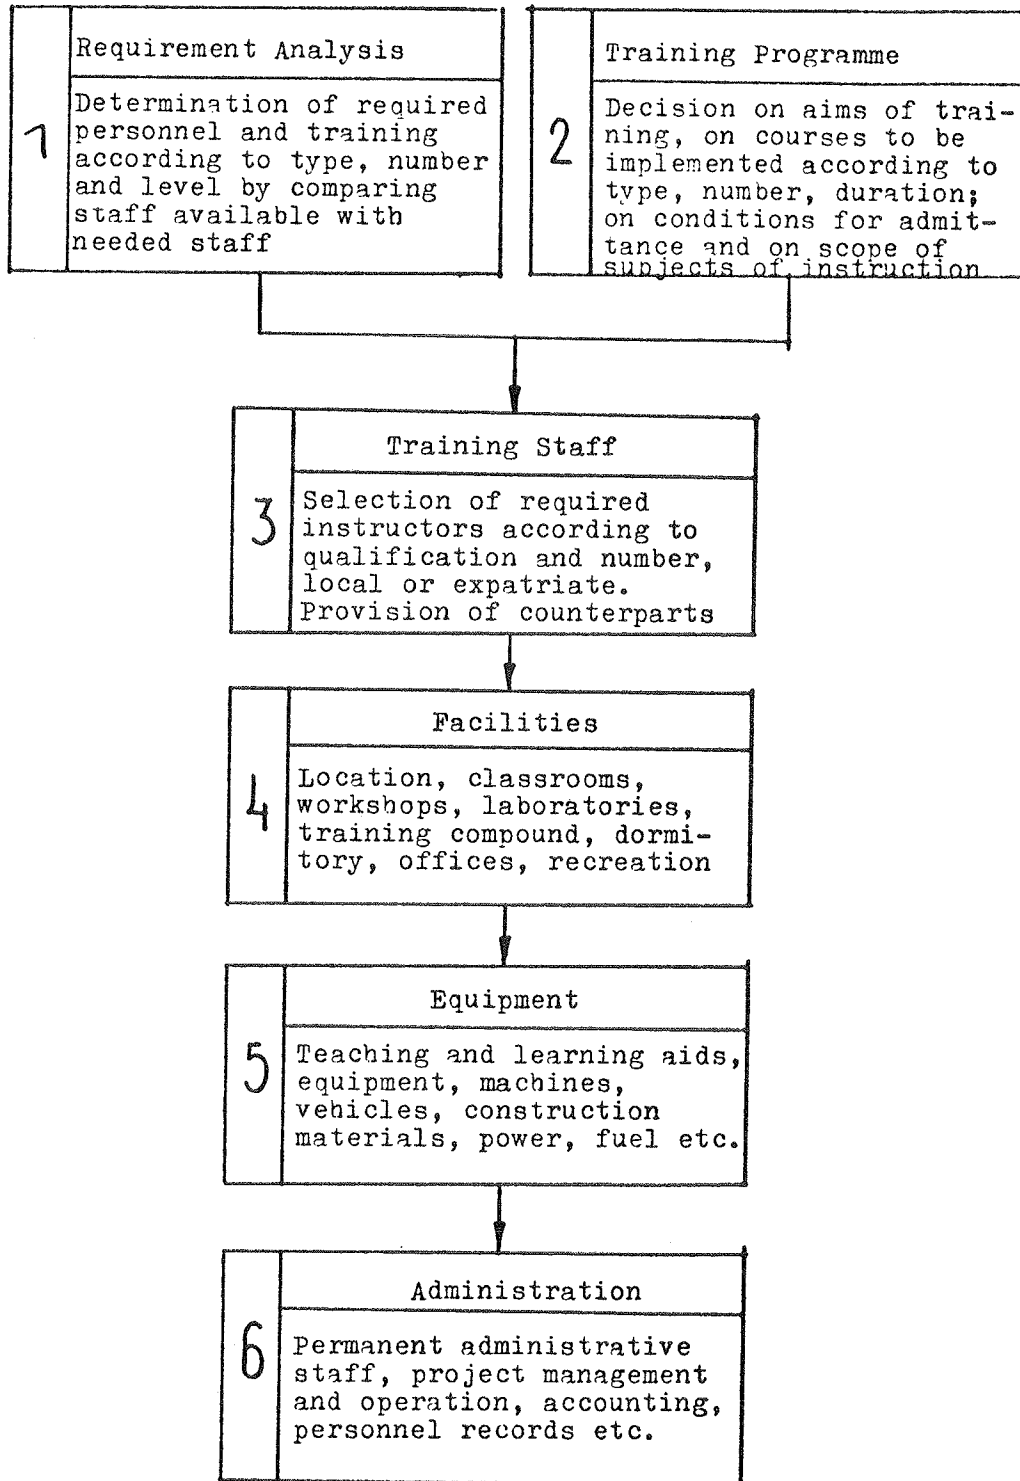 1
Requirement Analysis
Determination of required
personnel and training
according to type, number
and level by comparing
staff available with
needed staff
2
Training Programme
Decision on aims of trai-
ning, on courses to be
implemented according to
type, number, duration;
on conditions for admit-
tance and on scope of
subjects of instruction
3
Training Staff
Selection of required
instructors according to
qualification and number,
local or expatriate.
Provision of counterparts
4
Facilities
Location, classrooms,
workshops, laboratories,
training compound, dormi-
tory, offices, recreation
5
Equipment
Teaching and learning aids,
equipment, machines,
vehicles, construction
materials, power, fuel etc.
6
Administration
Permanent administrative
staff, project management
and operation, accounting,
personnel records etc.